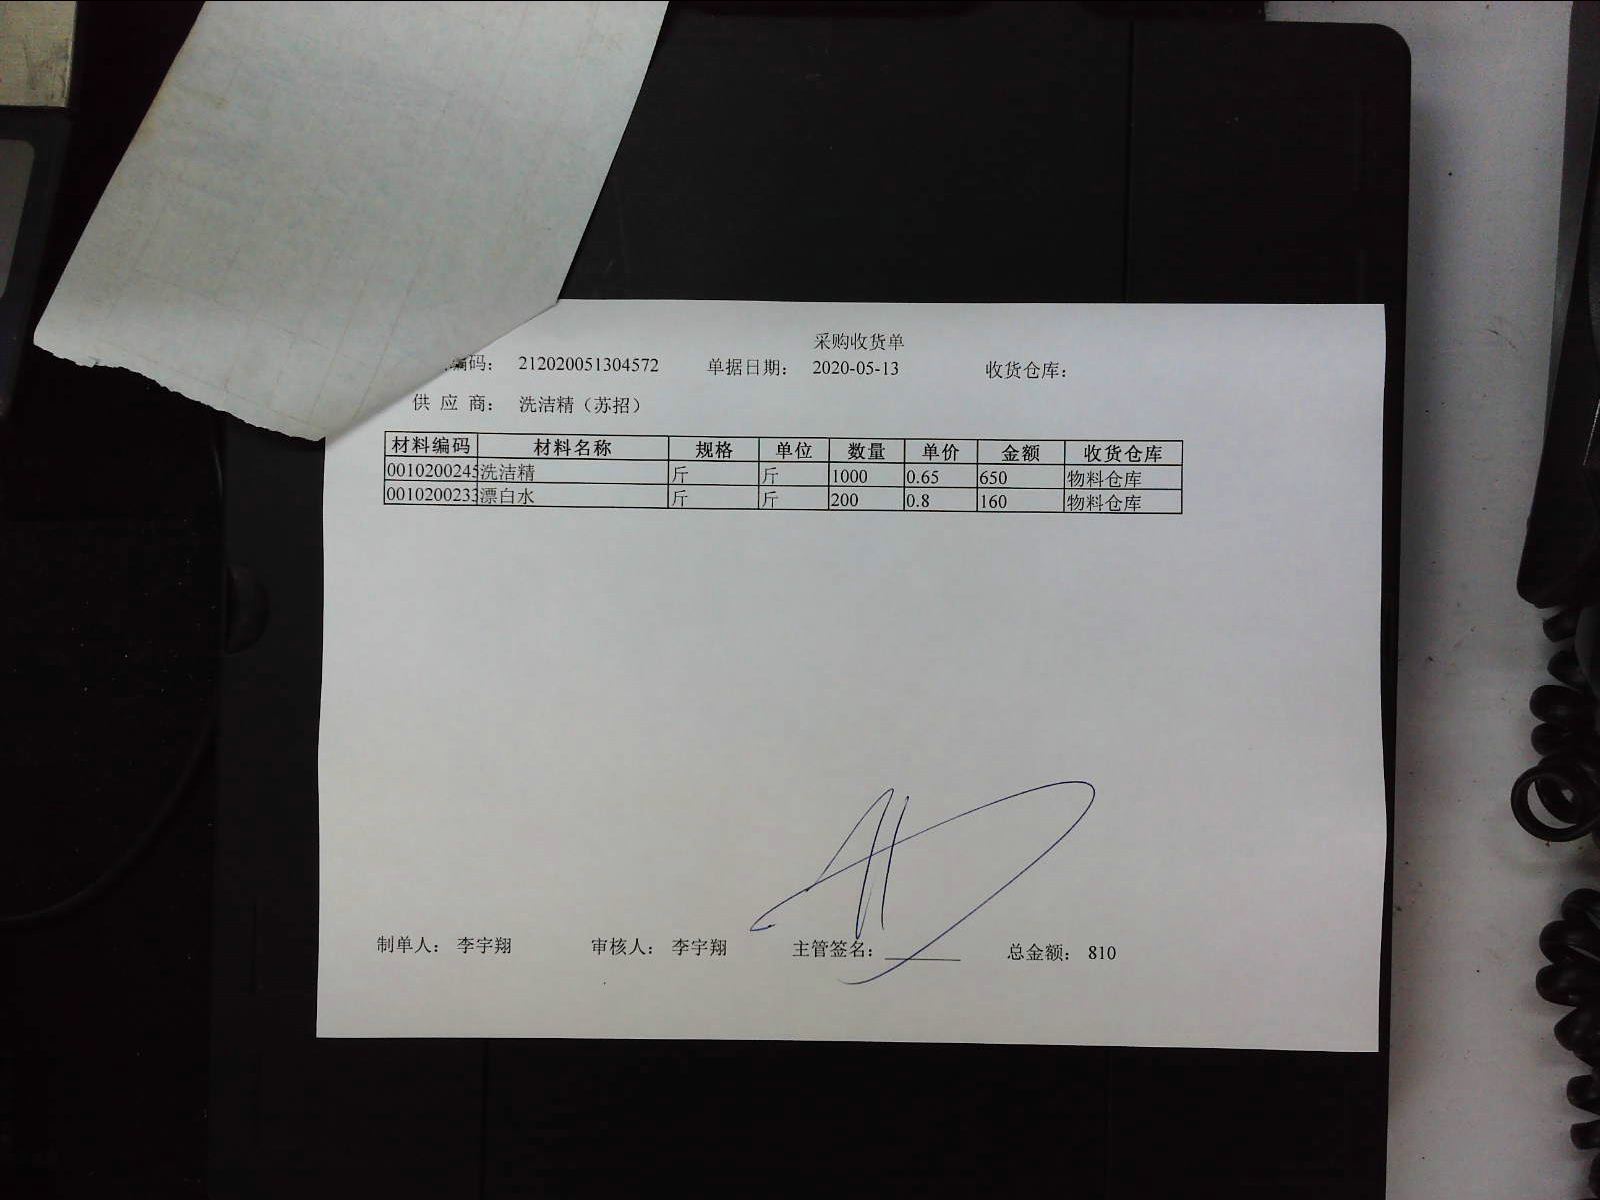 采购收货单
编码： 212020051304572 单据日期： 2020-05-13 收货仓库：
供 应 商： 洗洁精（苏招）
材料编码 材料名称 规格 单位 数量 单价 金额 收货仓库
0010200245 洗洁精 斤 斤 1000 0.65 650 物料仓库
0010200233 漂白水 斤 斤 200 0.8 160 物料仓库
制单人： 李宇翔 审核人： 李宇翔 主管签名： 总金额： 810